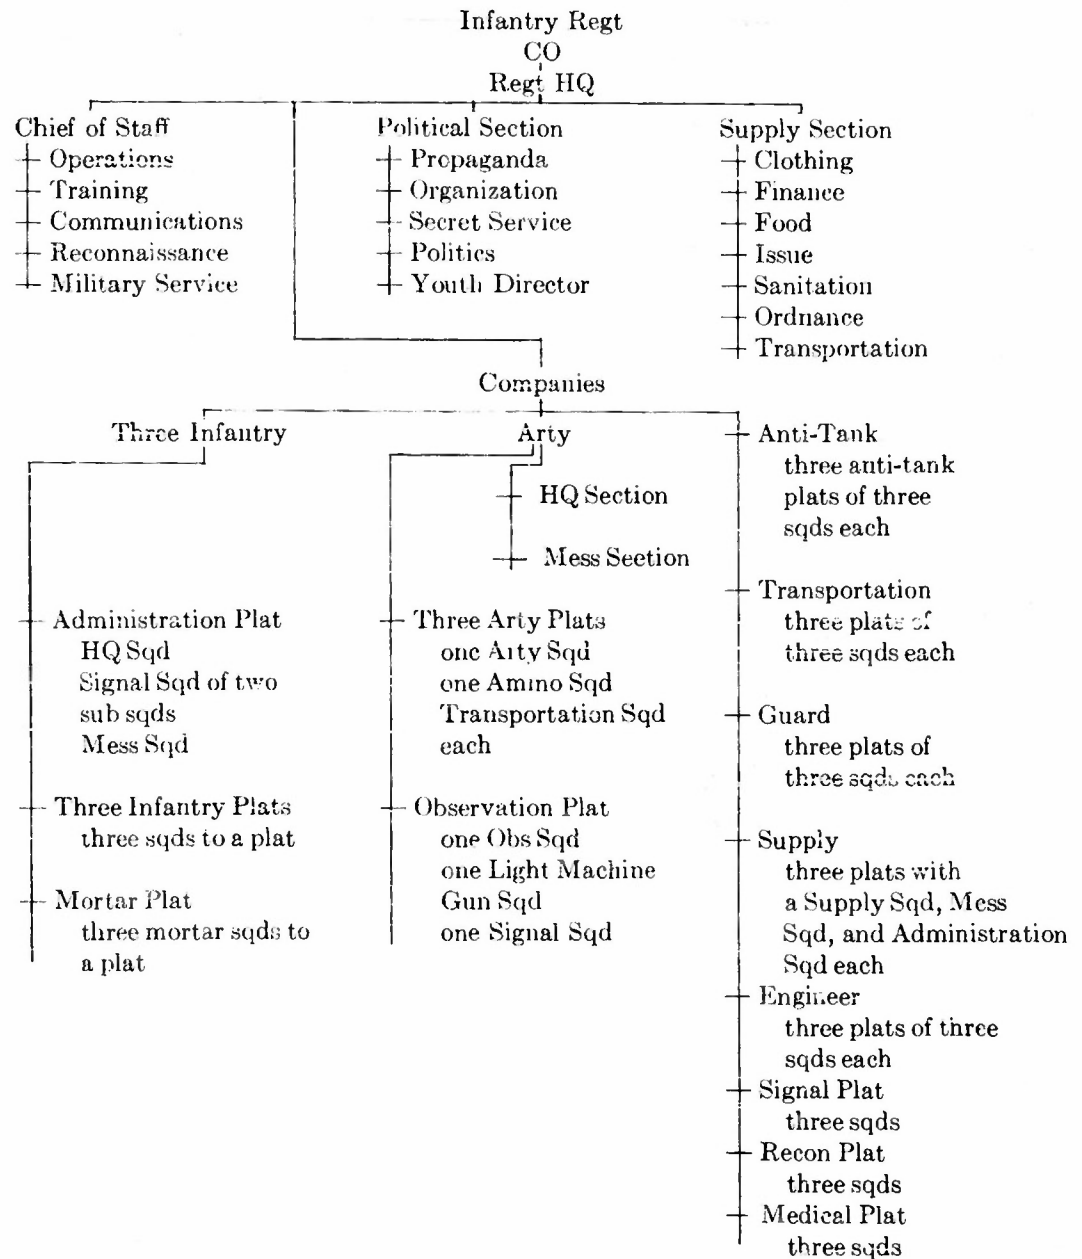 Infantry Regt
CO
Regt HQ
Chief of Staff
Operations
Training
Communications
Reconnaissance
Military Service
Political Section
Propaganda
Organization
Secret Service
Politics
Youth Director
Supply Section
Clothing
Finance
Food
Issue
Sanitation
Ordnance
Transportation
Companies
Three Infantry
Administration Plat
HQ Sqd
Signal Sqd of two
sub sqds
Mess Sqd
Three Infantry Plats
three sqds to a plat
Mortar Plat
three mortar sqds to
a plat
Arty
HQ Section
Mess Section
Three Arty Plats
one Arty Sqd
one Amino Sqd
Transportation Sqd
each
Observation Plat
one Obs Sqd
one Light Machine
Gun Sqd
one Signal Sqd
Anti-Tank
three anti-tank
plats of three
sqds each
Transportation
three plats of
three sqds each
Guard
three plats of
three sqds each
Supply
three plats with
a Supply Sqd, Mess
Sqd, and Administration
Sqd each
Engineer
three plats of three
sqds each
Signal Plat
three sqds
Recon Plat
three sqds
Medical Plat
three sqds